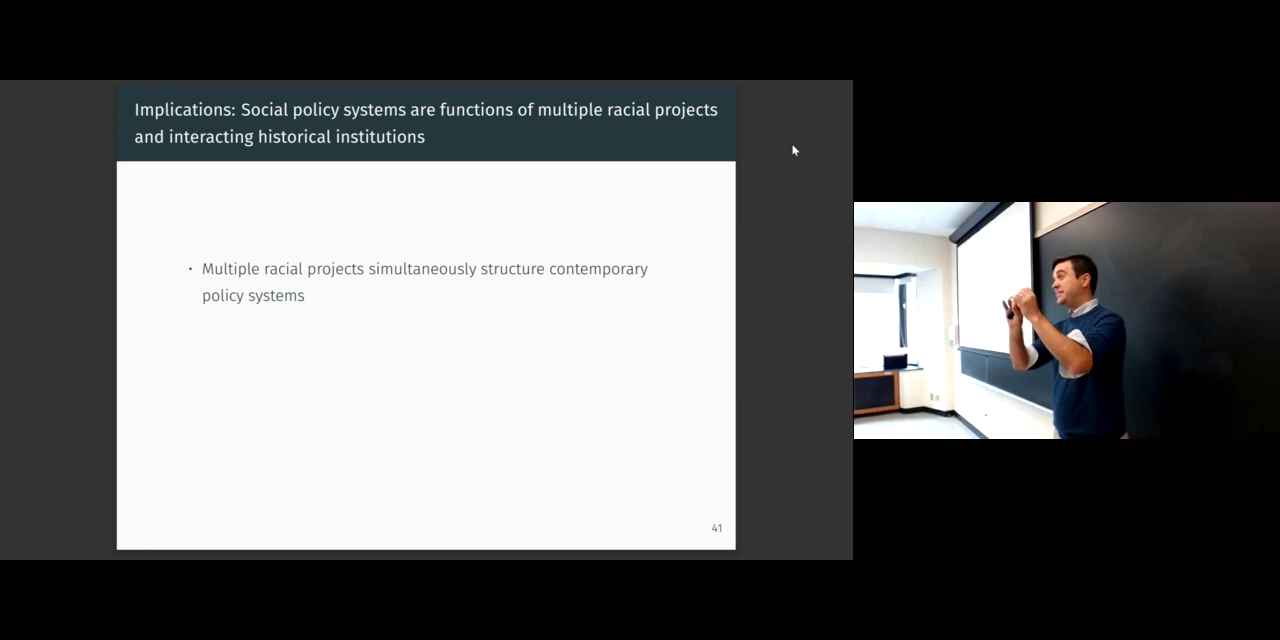 Implications: Social policy systems are functions of multiple racial projects
and interacting historical institutions
• Multiple racial projects simultaneously structure contemporary
policy systems
41